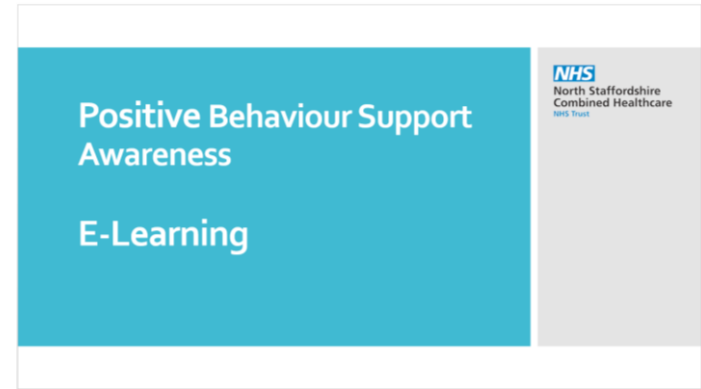 Positive Behaviour Support
Awareness
E-Learning
NHS
North Staffordshire
Combined Healthcare
NHS Trust